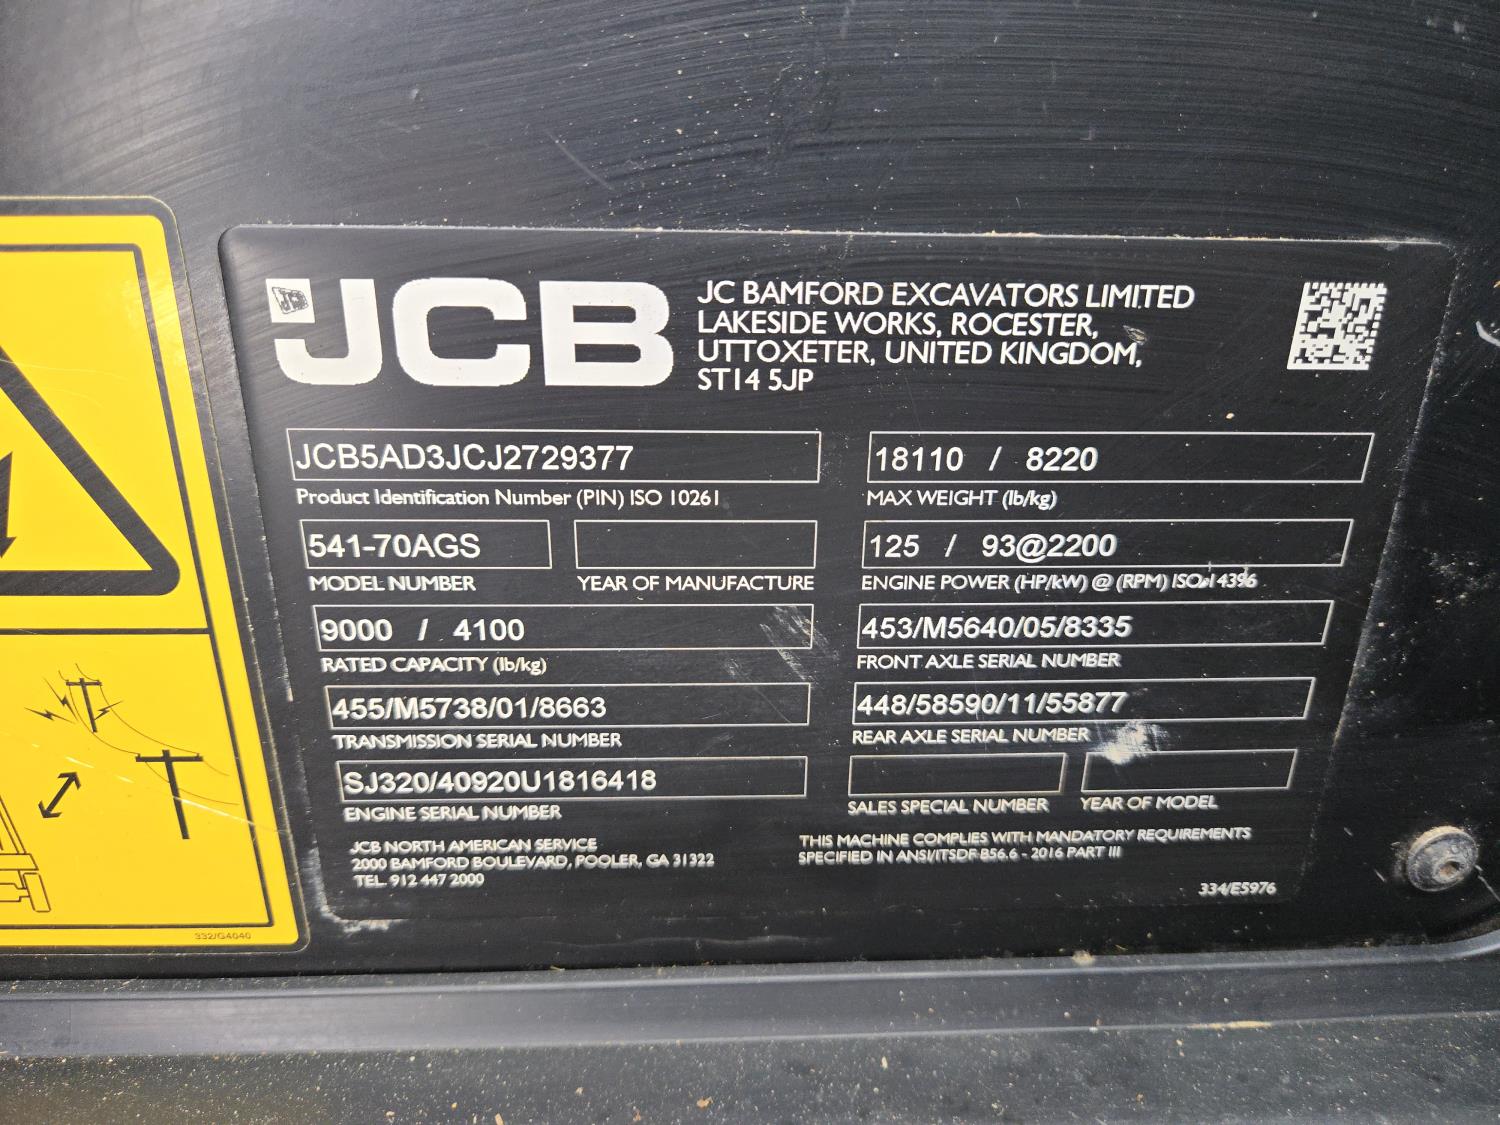 JCB
JC BAMFORD EXCAVATORS LIMITED
LAKESIDE WORKS, ROCESTER,
UTTOXETER, UNITED KINGDOM,
ST14 5JP
JCB5AD3JCJ2729377
Product Identification Number (PIN) ISO 10261
18110 / 8220
MAX WEIGHT (lb/kg)
541-70AGS
MODEL NUMBER
YEAR OF MANUFACTURE
125 / 93@2200
ENGINE POWER (HP/kW) @ (RPM) ISO 14396
9000 / 4100
RATED CAPACITY (lb/kg)
453/M5640/05/8335
FRONT AXLE SERIAL NUMBER
455/M5738/01/8663
TRANSMISSION SERIAL NUMBER
448/58590/11/55877
REAR AXLE SERIAL NUMBER
SJ320/40920U1816418
ENGINE SERIAL NUMBER
SALES SPECIAL NUMBER
YEAR OF MODEL
JCB NORTH AMERICAN SERVICE
2000 BAMFORD BOULEVARD, POOLER, GA 31322
TEL. 912 447 2000
THIS MACHINE COMPLIES WITH MANDATORY REQUIREMENTS
SPECIFIED IN ANSI/ITSDF-B56.6 - 2016 PART III
334/E5976
332/G4040